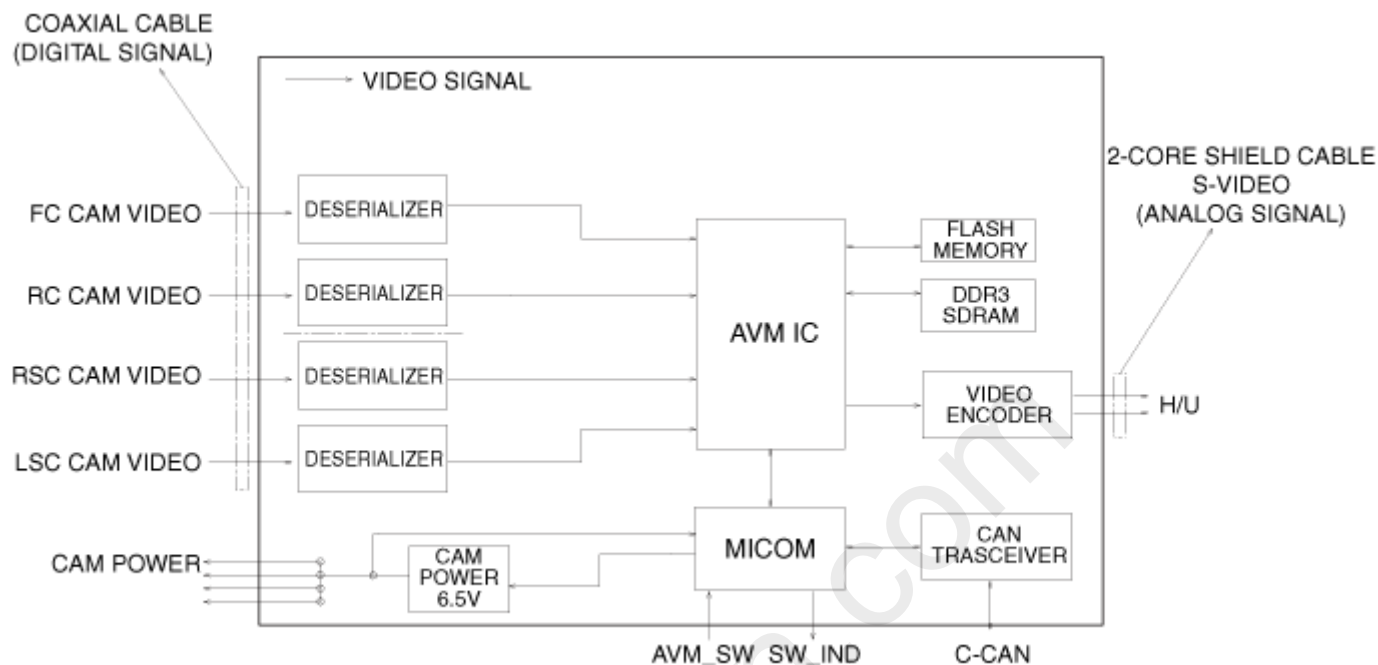 COAXIAL CABLE
(DIGITAL SIGNAL)
VIDEO SIGNAL
2-CORE SHIELD CABLE
S-VIDEO
(ANALOG SIGNAL)
FC CAM VIDEO
DESERIALIZER
RC CAM VIDEO
DESERIALIZER
RSC CAM VIDEO
DESERIALIZER
LSC CAM VIDEO
DESERIALIZER
AVM IC
FLASH
MEMORY
DDR3
SDRAM
VIDEO
ENCODER
H/U
CAM POWER
CAM
POWER
6.5V
MICOM
CAN
TRASCEIVER
AVM_SW
SW_IND
C-CAN